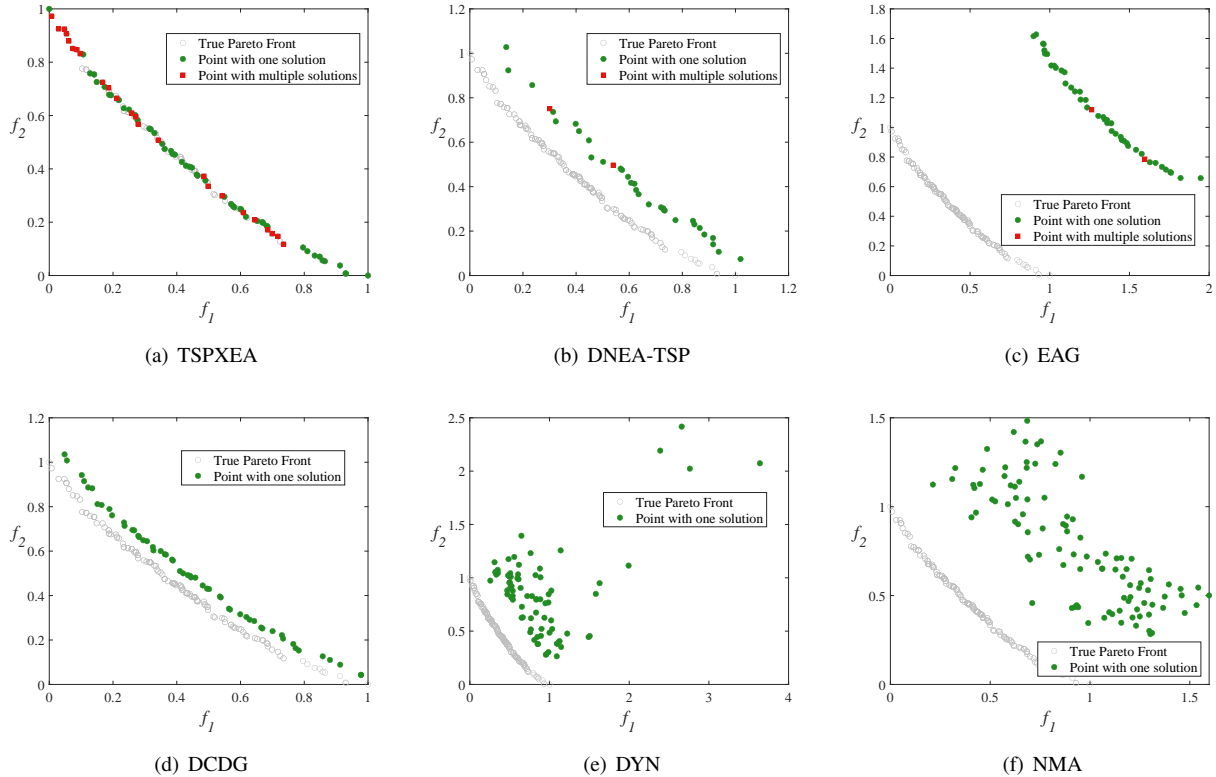 1
0.8
0.6
0.4
0.2
0
0 0.2 0.4 0.6 0.8 1
f2
f1
True Pareto Front
Point with one solution
Point with multiple solutions
(a) TSPXEA
1.2
1
0.8
0.6
0.4
0.2
0
0 0.2 0.4 0.6 0.8 1 1.2
f2
f1
True Pareto Front
Point with one solution
Point with multiple solutions
(b) DNEA-TSP
1.8
1.6
1.4
1.2
1
0.8
0.6
0.4
0.2
0
0 0.5 1 1.5 2
f2
f1
True Pareto Front
Point with one solution
Point with multiple solutions
(c) EAG
1.2
1
0.8
0.6
0.4
0.2
0
0 0.2 0.4 0.6 0.8 1
f2
f1
True Pareto Front
Point with one solution
(d) DCDG
2.5
2
1.5
1
0.5
0
0 1 2 3 4
f2
f1
True Pareto Front
Point with one solution
(e) DYN
1.5
1
0.5
0
0 0.5 1 1.5
f2
f1
True Pareto Front
Point with one solution
(f) NMA